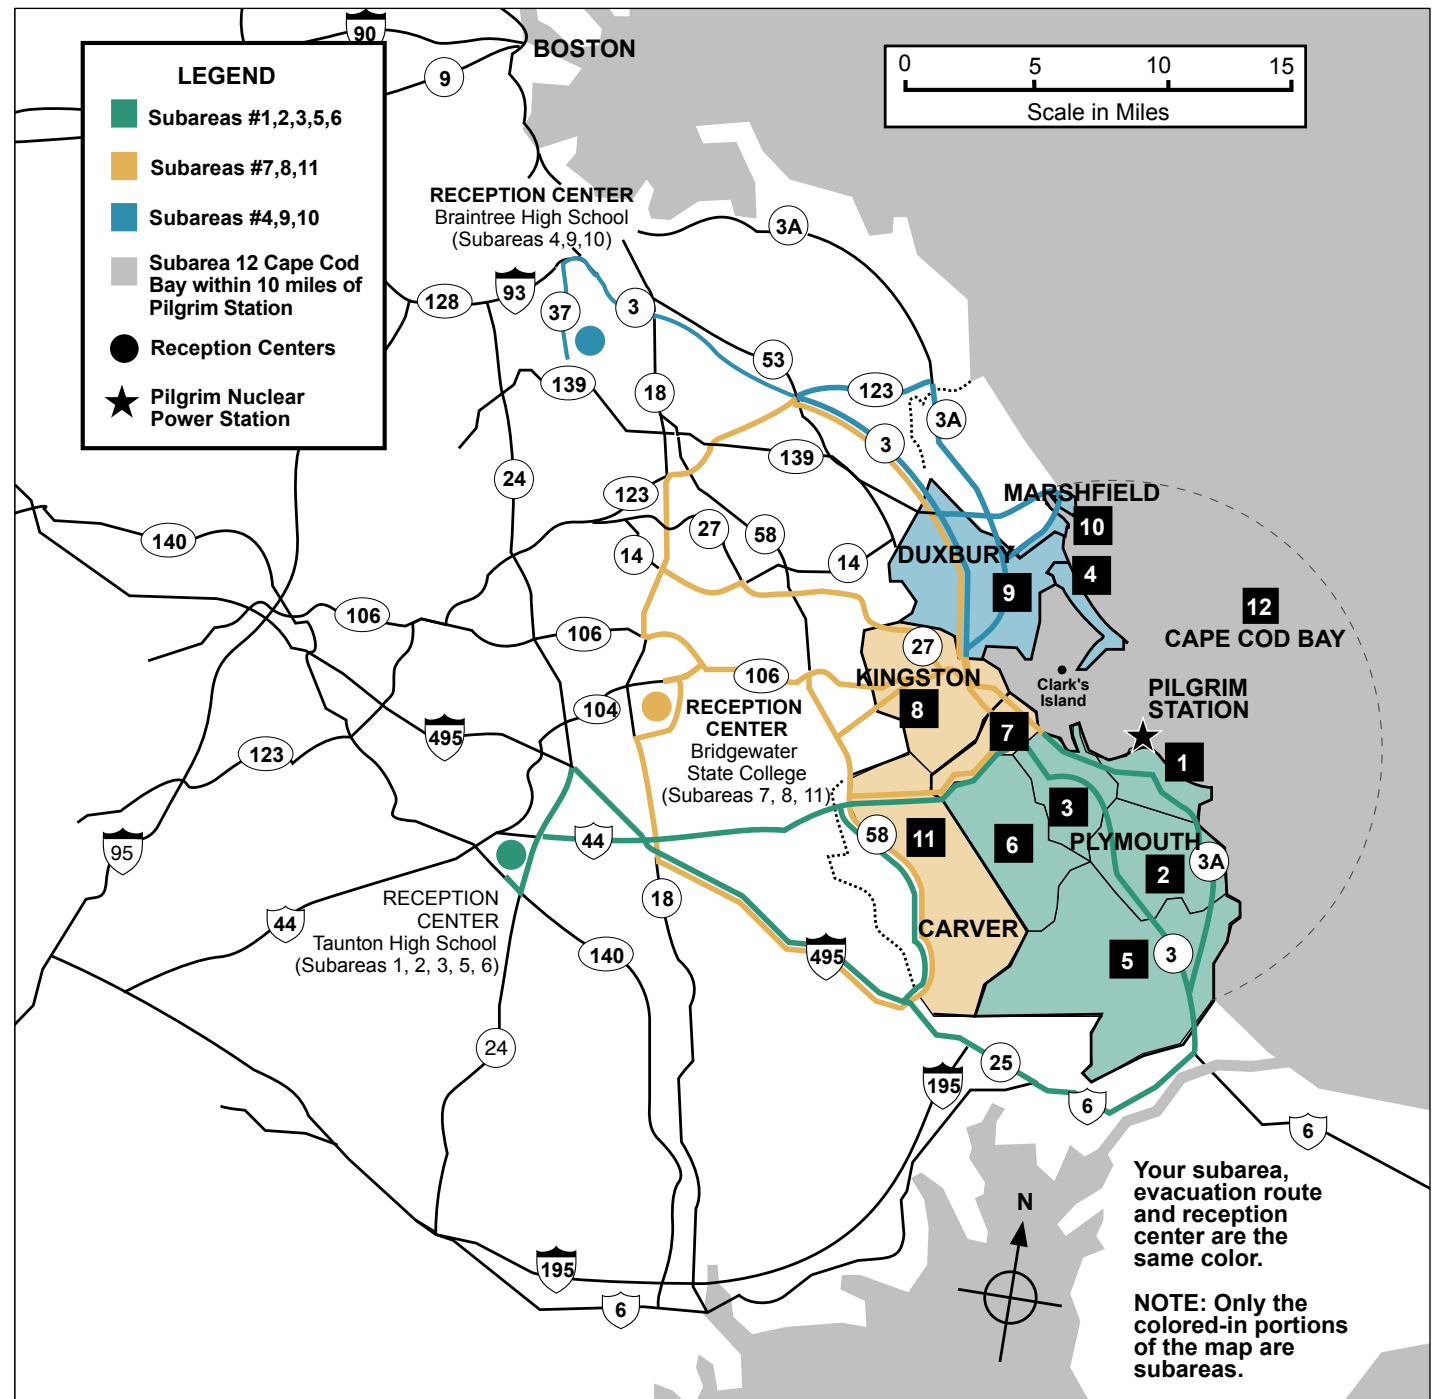 90
BOSTON
9
LEGEND
Subareas #1,2,3,5,6
Subareas #7,8,11
Subareas #4,9,10
Subarea 12 Cape Cod
Bay within 10 miles of
Pilgrim Station
Reception Centers
Pilgrim Nuclear
Power Station
0 5 10 15
Scale in Miles
RECEPTION CENTER
Braintree High School
(Subareas 4,9,10)
3A
128
93
37
3
53
139
18
123
3A
3
139
24
123
MARSHFIELD
10
140
27
58
14
14
DUXBURY
4
9
12
CAPE COD BAY
106
106
27
KINGSTON
106
Clark's
Island
PILGRIM
STATION
104
RECEPTION
CENTER
Bridgewater
State College
(Subareas 7, 8, 11)
8
7
495
123
1
3
44
58
11
6
PLYMOUTH
3A
95
2
RECEPTION
CENTER
Taunton High School
(Subareas 1, 2, 3, 5, 6)
18
44
CARVER
140
495
5
3
24
25
195
6
6
Your subarea,
evacuation route
and reception
center are the
same color.
N
195
6
NOTE: Only the
colored-in portions
of the map are
subareas.